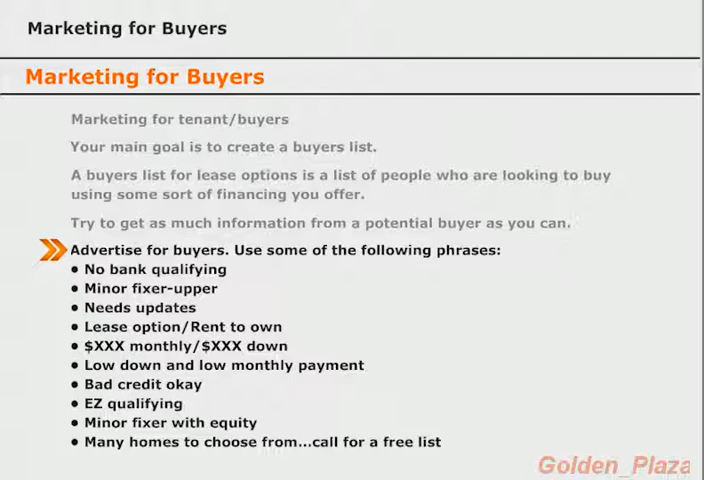 Marketing for Buyers
Marketing for Buyers
Marketing for tenant/buyers
Your main goal is to create a buyers list.
A buyers list for lease options is a list of people who are looking to buy
using some sort of financing you offer.
Try to get as much information from a potential buyer as you can.
Advertise for buyers. Use some of the following phrases:
• No bank qualifying
• Minor fixer-upper
• Needs updates
• Lease option/Rent to own
• $XXX monthly/$XXX down
• Low down and low monthly payment
• Bad credit okay
• EZ qualifying
• Minor fixer with equity
• Many homes to choose from...call for a free list
Golden_Plaza